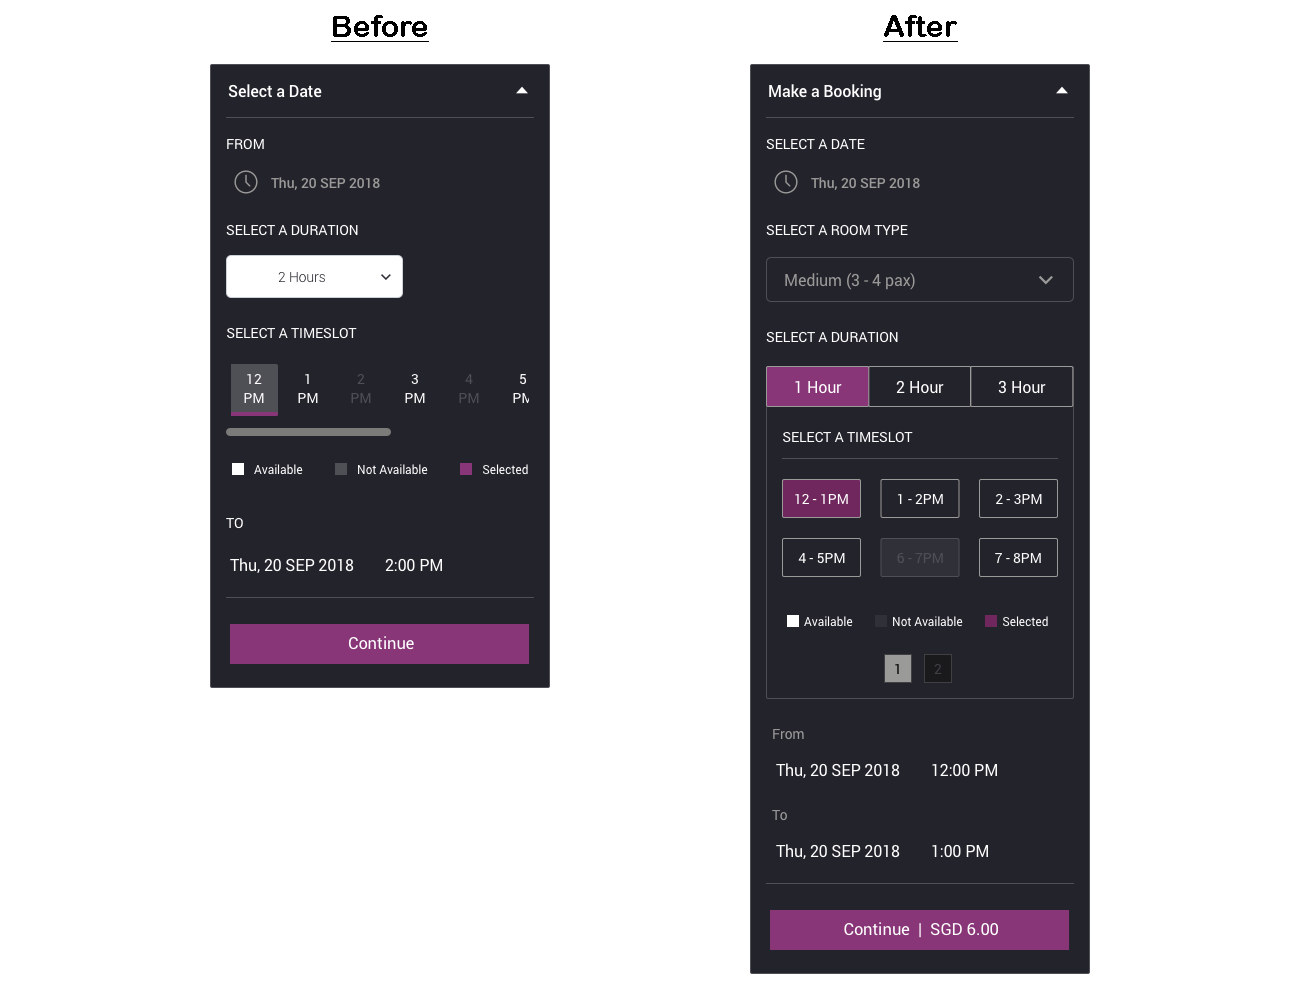 Before
Select a Date
FROM
Thu, 20 SEP 2018
SELECT A DURATION
2 Hours
SELECT A TIMESLOT
12 PM
1 PM
2 PM
3 PM
4 PM
5 PM
Available Not Available Selected
TO
Thu, 20 SEP 2018 2:00 PM
Continue
After
Make a Booking
SELECT A DATE
Thu, 20 SEP 2018
SELECT A ROOM TYPE
Medium (3 - 4 pax)
SELECT A DURATION
1 Hour 2 Hour 3 Hour
SELECT A TIMESLOT
12 - 1PM 1 - 2PM 2 - 3PM
4 - 5PM 6 - 7PM 7 - 8PM
Available Not Available Selected
1 2
From
Thu, 20 SEP 2018 12:00 PM
To
Thu, 20 SEP 2018 1:00 PM
Continue | SGD 6.00